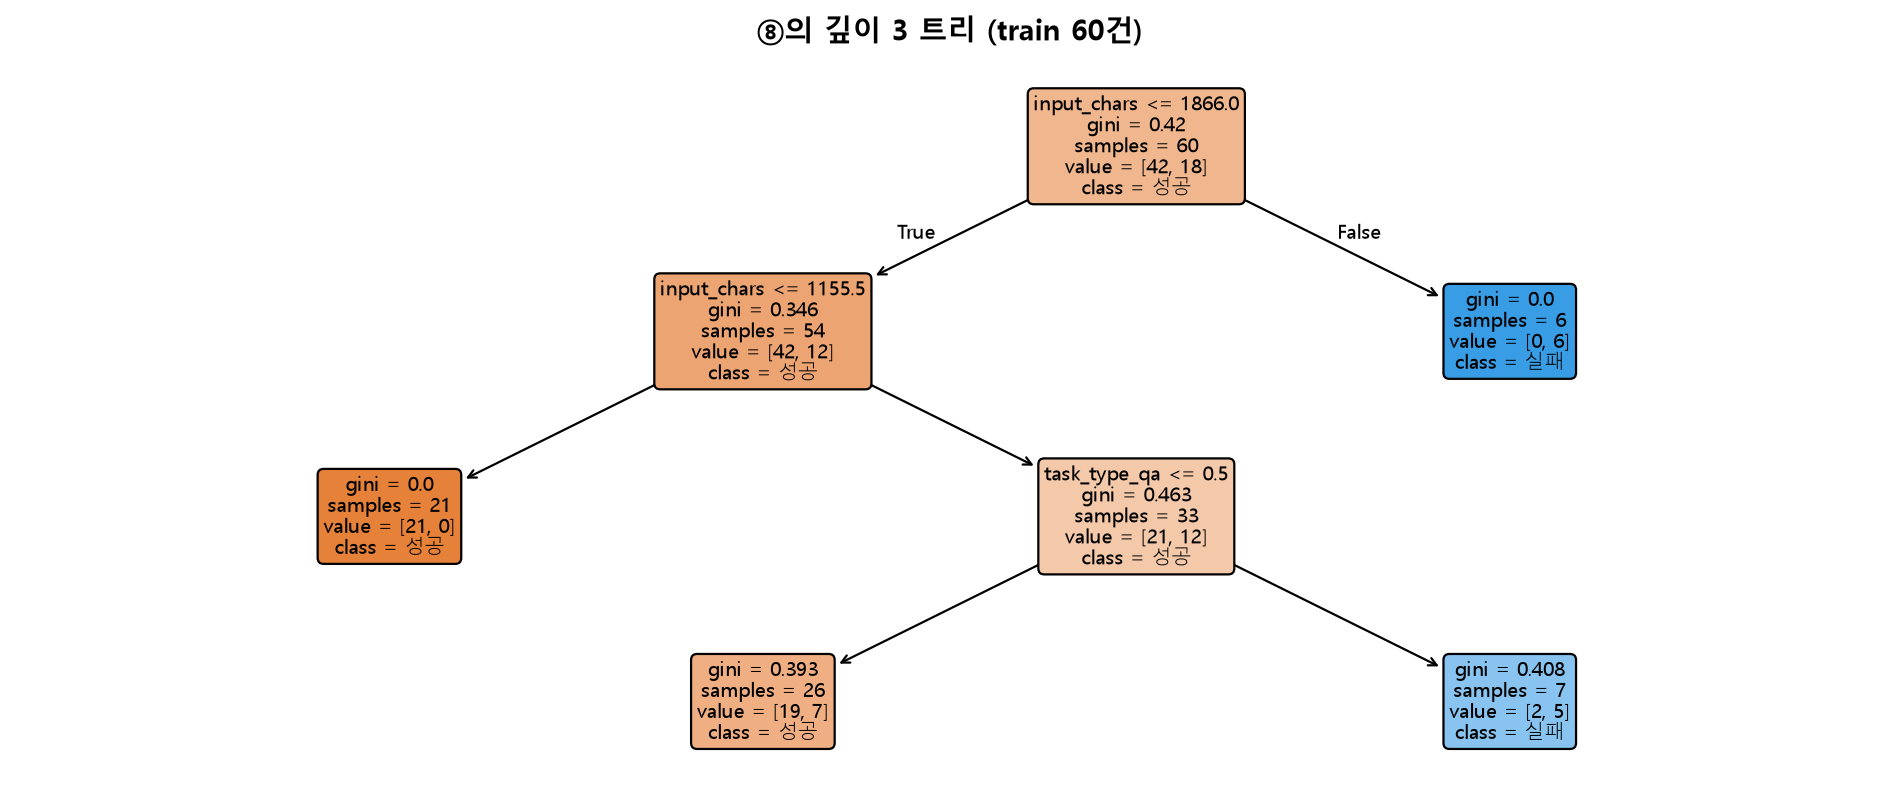 ⑧의 깊이 3 트리 (train 60건)
input_chars <= 1866.0
gini = 0.42
samples = 60
value = [42, 18]
class = 성공
True
False
input_chars <= 1155.5
gini = 0.346
samples = 54
value = [42, 12]
class = 성공
gini = 0.0
samples = 6
value = [0, 6]
class = 실패
gini = 0.0
samples = 21
value = [21, 0]
class = 성공
task_type_qa <= 0.5
gini = 0.463
samples = 33
value = [21, 12]
class = 성공
gini = 0.393
samples = 26
value = [19, 7]
class = 성공
gini = 0.408
samples = 7
value = [2, 5]
class = 실패